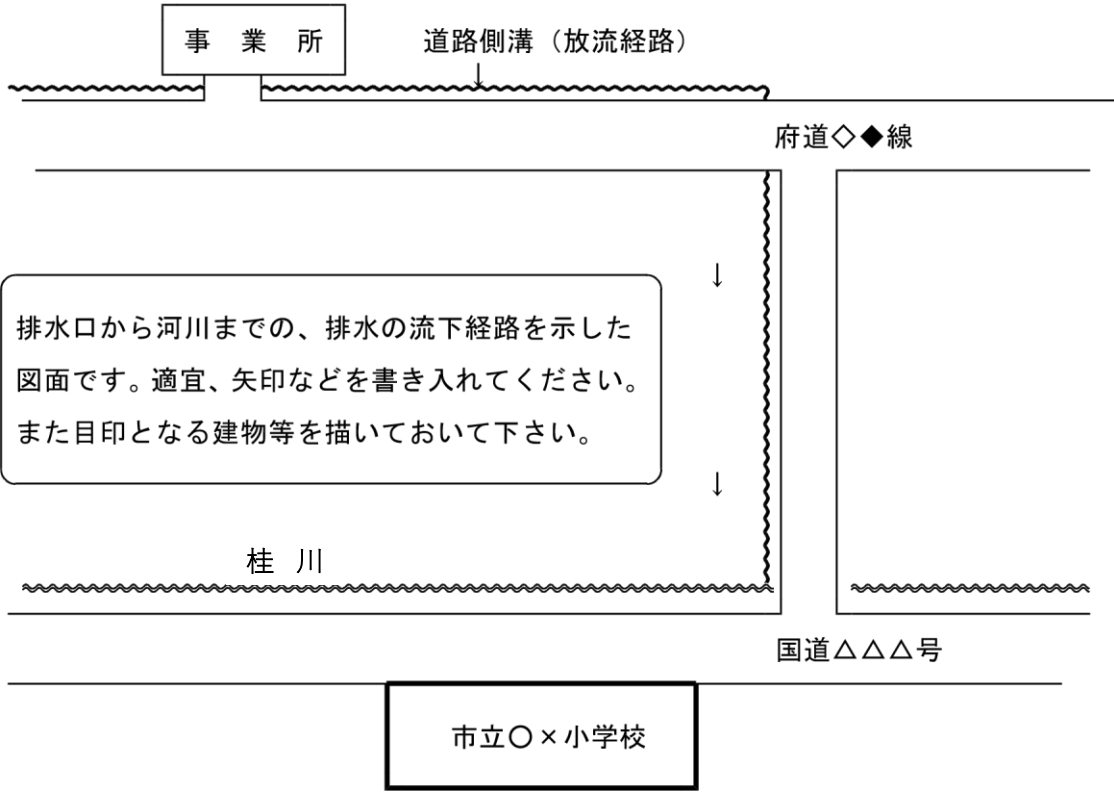 事業所
道路側溝（放流経路）
↓
府道◇◆線
↓
排水口から河川までの、排水の流下経路を示した
図面です。適宜、矢印などを書き入れてください。
また目印となる建物等を描いておいて下さい。
↓
桂川
国道△△△号
市立〇×小学校